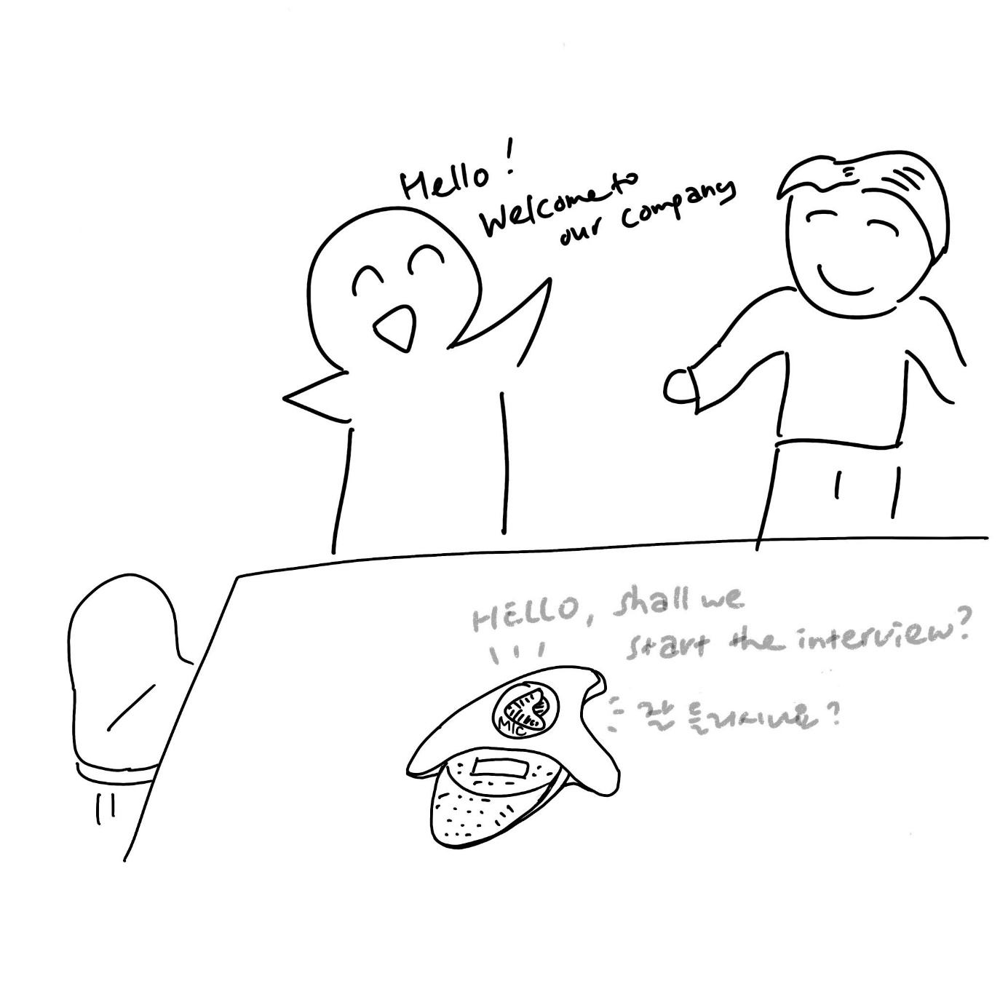 Hello!
Welcome to
our company
HELLO, shall we
start the interview?
잘 들리시나요?
MIC